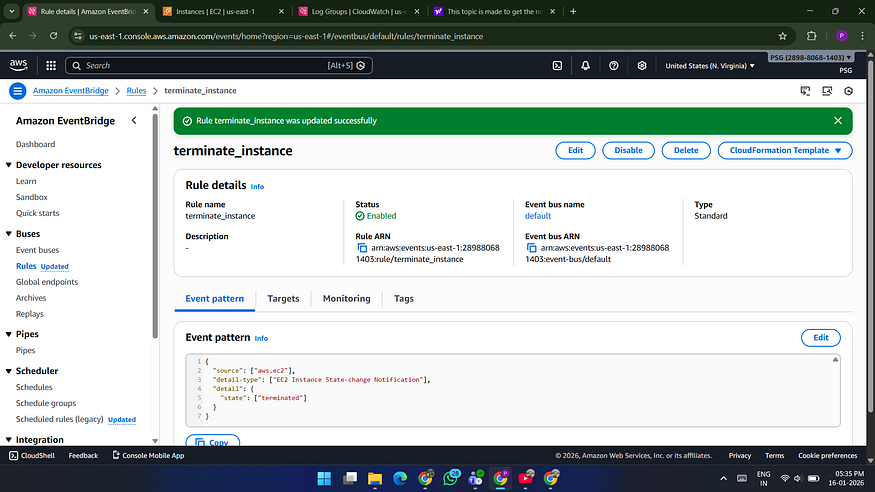 Rule details | Amazon EventBrid
Instances | EC2 | us-east-1
Log Groups | CloudWatch | us-e
This topic is made to get the no
us-east-1.console.aws.amazon.com/events/home?region=us-east-1#/eventbus/default/rules/terminate_instance
P
aws
Search
[Alt+S]
United States (N. Virginia)
PSG (2898-8068-1403)
PSG
Amazon EventBridge > Rules > terminate_instance
Amazon EventBridge
Dashboard
Developer resources
Learn
Sandbox
Quick starts
Buses
Event buses
Rules Updated
Global endpoints
Archives
Replays
Pipes
Pipes
Scheduler
Schedules
Schedule groups
Scheduled rules (legacy) Updated
Integration
Rule terminate_instance was updated successfully
terminate_instance
Edit
Disable
Delete
CloudFormation Template
Rule details Info
Rule name
terminate_instance
Description
-
Status
Enabled
Rule ARN
arn:aws:events:us-east-1:28988068
1403:rule/terminate_instance
Event bus name
default
Event bus ARN
arn:aws:events:us-east-1:28988068
1403:event-bus/default
Type
Standard
Event pattern
Targets
Monitoring
Tags
Event pattern Info
Edit
1 {
2 "source": ["aws.ec2"],
3 "detail-type": ["EC2 Instance State-change Notification"],
4 "detail": {
5 "state": ["terminated"]
6 }
7 }
Copy
CloudShell
Feedback
Console Mobile App
© 2026, Amazon Web Services, Inc. or its affiliates.
Privacy
Terms
Cookie preferences
ENG
IN
05:35 PM
16-01-2026